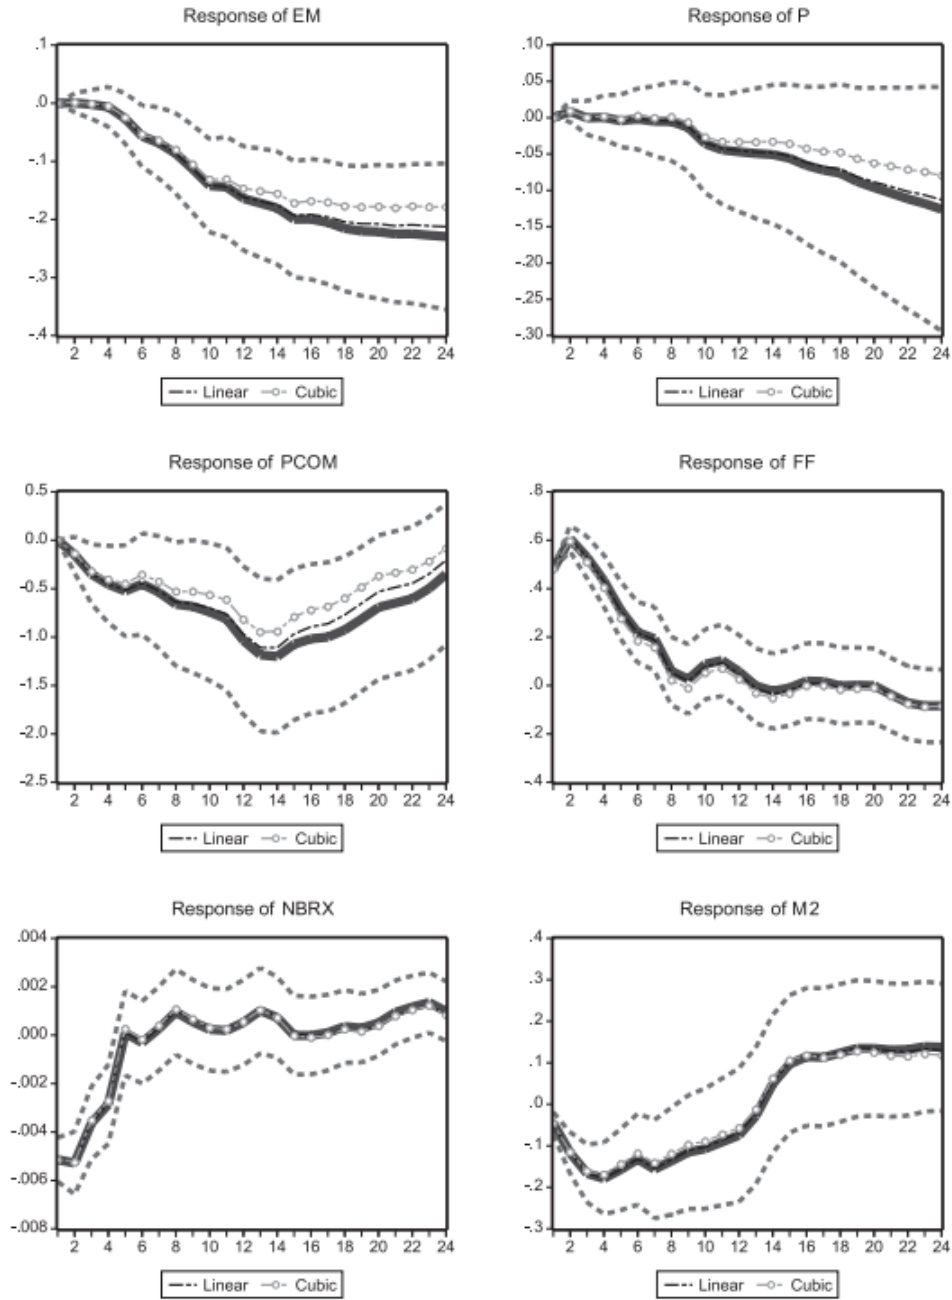 Response of EM
.1
.0
-.1
-.2
-.3
-.4
2 4 6 8 10 12 14 16 18 20 22 24
Linear Cubic
Response of P
.10
.05
.00
-.05
-.10
-.15
-.20
-.25
-.30
2 4 6 8 10 12 14 16 18 20 22 24
Linear Cubic
Response of PCOM
0.5
0.0
-0.5
-1.0
-1.5
-2.0
-2.5
2 4 6 8 10 12 14 16 18 20 22 24
Linear Cubic
Response of FF
.8
.6
.4
.2
.0
-.2
-.4
2 4 6 8 10 12 14 16 18 20 22 24
Linear Cubic
Response of NBRX
.004
.002
.000
-.002
-.004
-.006
-.008
2 4 6 8 10 12 14 16 18 20 22 24
Linear Cubic
Response of M2
.4
.3
.2
.1
.0
-.1
-.2
-.3
2 4 6 8 10 12 14 16 18 20 22 24
Linear Cubic